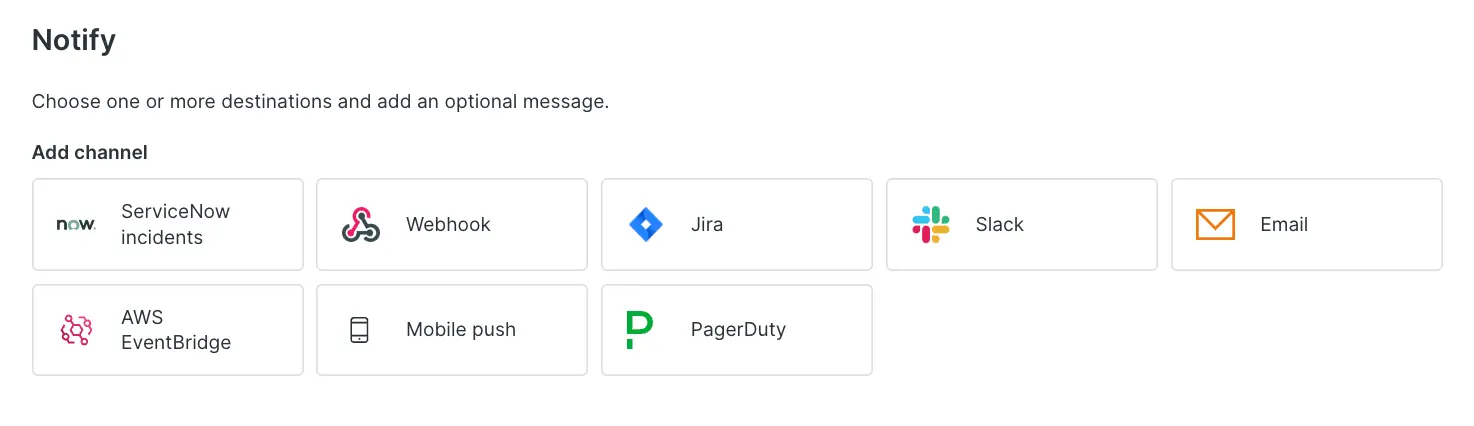 Notify
Choose one or more destinations and add an optional message.
Add channel
now.
ServiceNow
incidents
Webhook
Jira
Slack
Email
AWS
EventBridge
Mobile push
PagerDuty